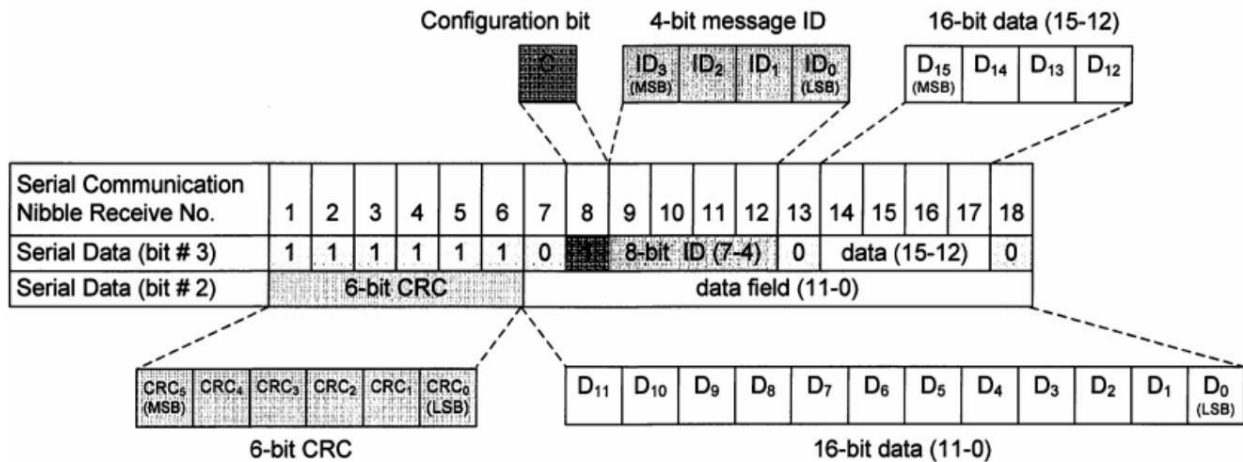 Configuration bit 4-bit message ID 16-bit data (15-12)
C ID₃ ID₂ ID₁ ID₀ D₁₅ D₁₄ D₁₃ D₁₂
(MSB) (LSB) (MSB)
Serial Communication
Nibble Receive No. 1 2 3 4 5 6 7 8 9 10 11 12 13 14 15 16 17 18
Serial Data (bit # 3) 1 1 1 1 1 1 0 1 8-bit ID (7-4) 0 data (15-12) 0
Serial Data (bit # 2) 6-bit CRC data field (11-0)
CRC₅ CRC₄ CRC₃ CRC₂ CRC₁ CRC₀ D₁₁ D₁₀ D₉ D₈ D₇ D₆ D₅ D₄ D₃ D₂ D₁ D₀
(MSB) (LSB) (LSB)
6-bit CRC 16-bit data (11-0)